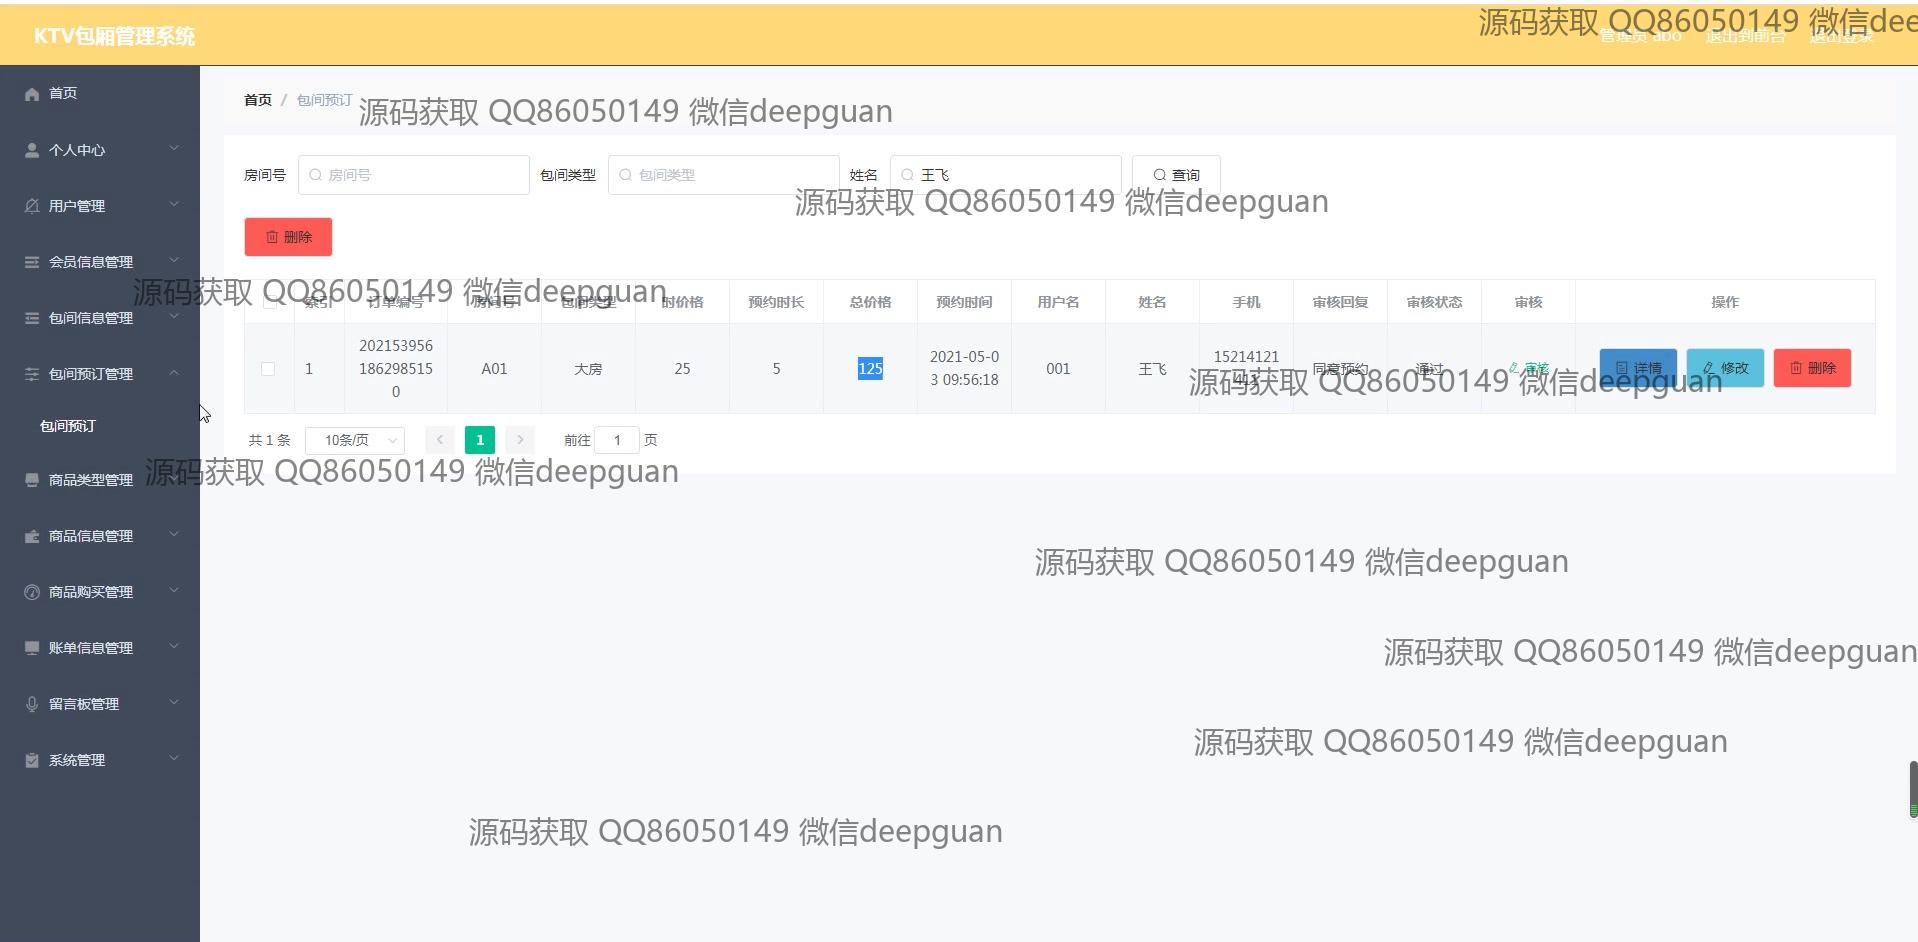 KTV包厢管理系统
源码获取 QQ86050149 微信dee
管理员 abo 退出到前台 退出登录
首页
个人中心
用户管理
会员信息管理
包间信息管理
包间预订管理
包间预订
商品类型管理
商品信息管理
商品购买管理
账单信息管理
留言板管理
系统管理
首页 / 包间预订
源码获取 QQ86050149 微信deepguan
房间号 房间号 包间类型 包间类型 姓名 王飞 查询
源码获取 QQ86050149 微信deepguan
删除
源码获取 QQ86050149 微信deepguan
索引 订单编号 房间号 包间类型 时价格 预约时长 总价格 预约时间 用户名 姓名 手机 审核回复 审核状态 审核 操作
1 202153956 A01 大房 25 5 125 2021-05-0 001 王飞 15214121 同意预约 通过 审核 详情 修改 删除
186298515 3 09:56:18 411
0
源码获取 QQ86050149 微信deepguan
共 1 条 10条/页 1 前往 1 页
源码获取 QQ86050149 微信deepguan
源码获取 QQ86050149 微信deepguan
源码获取 QQ86050149 微信deepguan
源码获取 QQ86050149 微信deepguan
源码获取 QQ86050149 微信deepguan